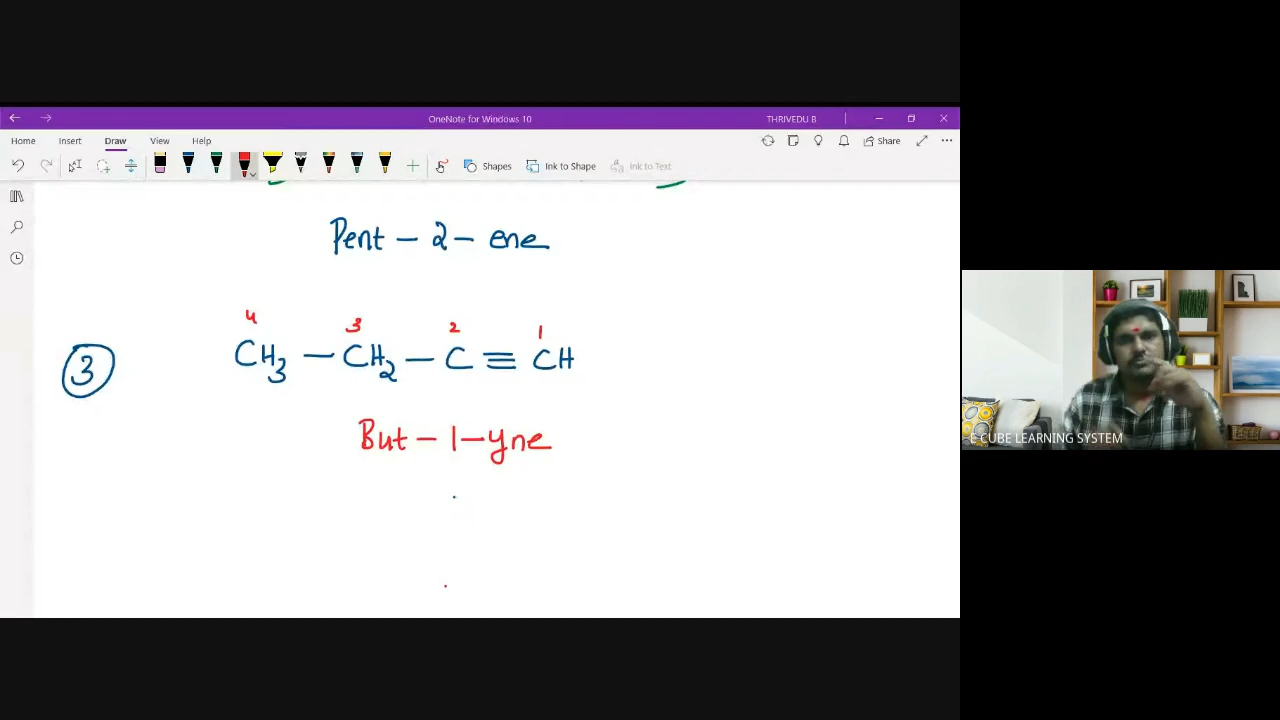 OneNote for Windows 10
THRIVEDU B
Home Insert Draw View Help
Share
Shapes Ink to Shape Ink to Text
Pent - 2 - ene
4 3 2 1
③ CH₃ — CH₂ — C ≡ CH
But - 1 - yne
E CUBE LEARNING SYSTEM